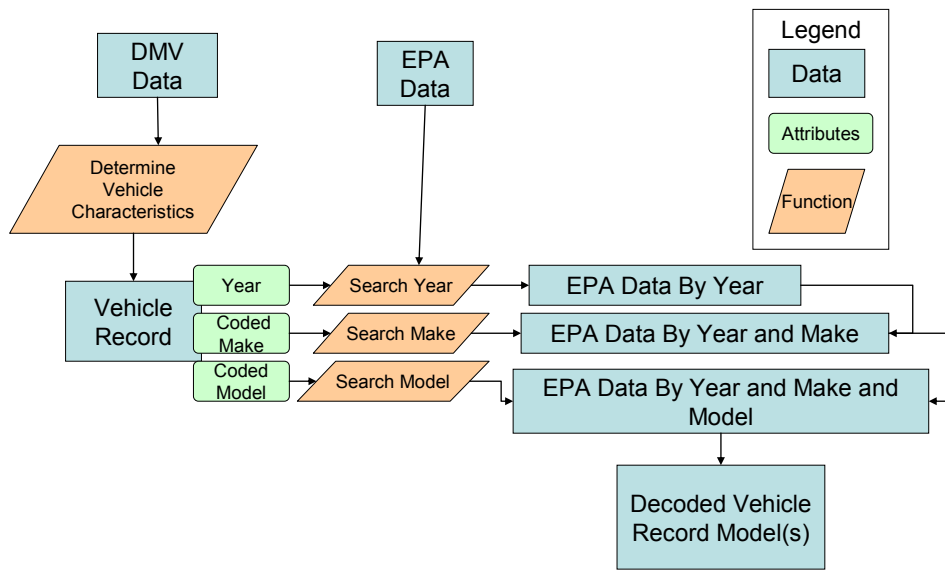 DMV
Data
EPA
Data
Legend
Data
Attributes
Function
Determine
Vehicle
Characteristics
Vehicle
Record
Year
Search Year
EPA Data By Year
Coded
Make
Search Make
EPA Data By Year and Make
Coded
Model
Search Model
EPA Data By Year and Make and
Model
Decoded Vehicle
Record Model(s)